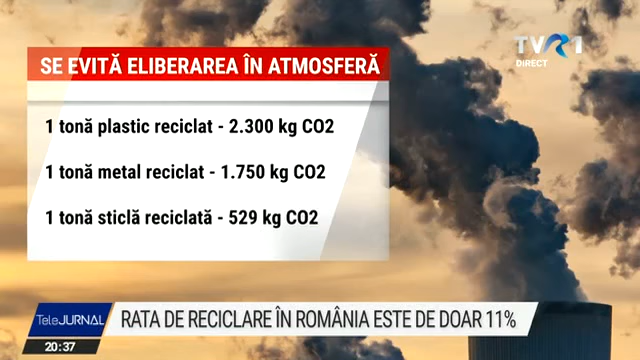 SE EVITĂ ELIBERAREA ÎN ATMOSFERĂ
TVR1
DIRECT
1 tonă plastic reciclat - 2.300 kg CO2
1 tonă metal reciclat - 1.750 kg CO2
1 tonă sticlă reciclată - 529 kg CO2
TeleJURNAL
RATA DE RECICLARE ÎN ROMÂNIA ESTE DE DOAR 11%
20:37